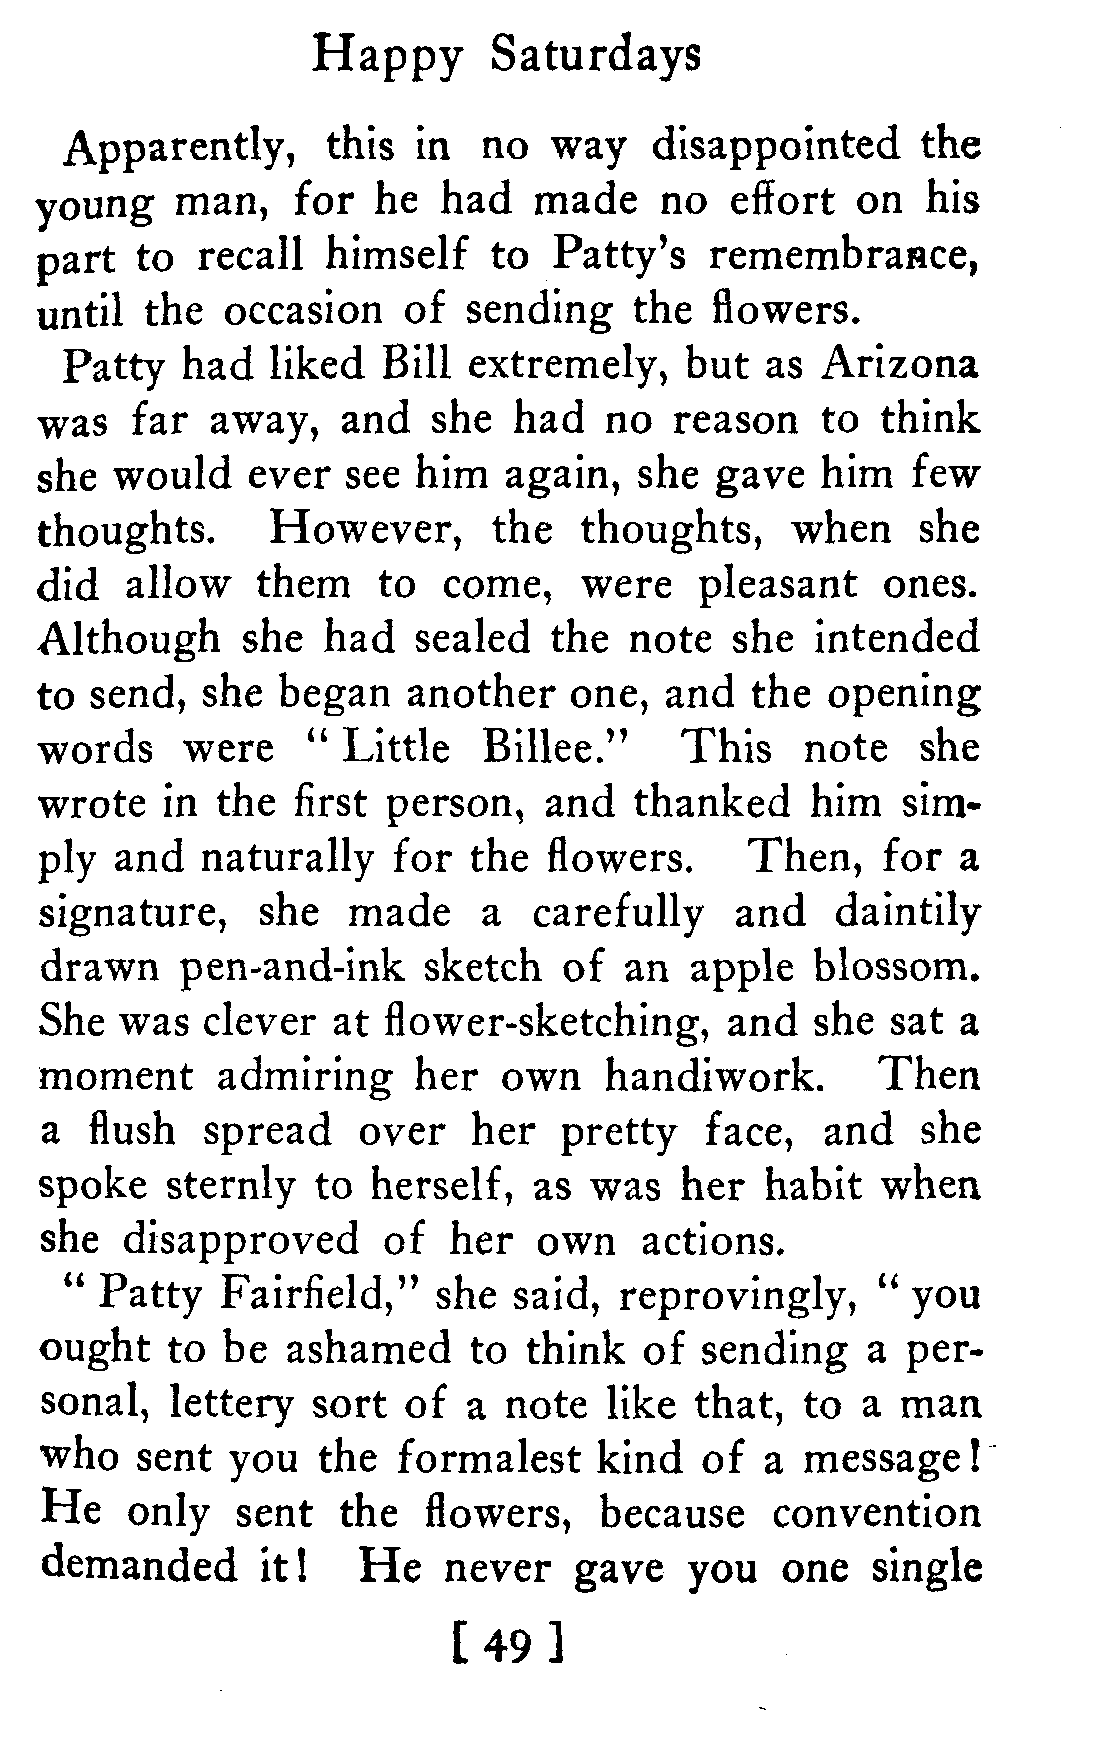 Happy Saturdays
Apparently, this in no way disappointed the
young man, for he had made no effort on his
part to recall himself to Patty's remembrance,
until the occasion of sending the flowers.
Patty had liked Bill extremely, but as Arizona
was far away, and she had no reason to think
she would ever see him again, she gave him few
thoughts. However, the thoughts, when she
did allow them to come, were pleasant ones.
Although she had sealed the note she intended
to send, she began another one, and the opening
words were " Little Billee." This note she
wrote in the first person, and thanked him sim-
ply and naturally for the flowers. Then, for a
signature, she made a carefully and daintily
drawn pen-and-ink sketch of an apple blossom.
She was clever at flower-sketching, and she sat a
moment admiring her own handiwork. Then
a flush spread over her pretty face, and she
spoke sternly to herself, as was her habit when
she disapproved of her own actions.
" Patty Fairfield," she said, reprovingly, " you
ought to be ashamed to think of sending a per-
sonal, lettery sort of a note like that, to a man
who sent you the formalest kind of a message!
He only sent the flowers, because convention
demanded it! He never gave you one single
[ 49 ]